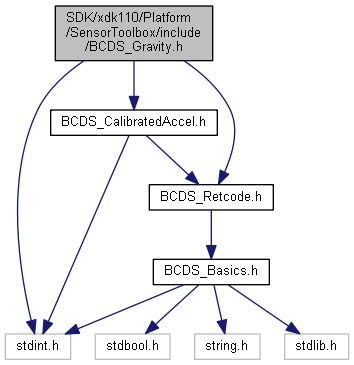 SDK/xdk110/Platform
/SensorToolbox/include
/BCDS_Gravity.h
BCDS_CalibratedAccel.h
BCDS_Retcode.h
BCDS_Basics.h
stdint.h
stdbool.h
string.h
stdlib.h